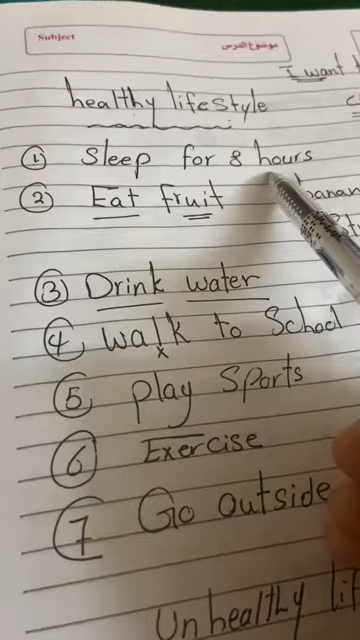 Subject
موضوع الدرس
I want
healthy lifestyle
① Sleep for 8 hours
② Eat fruit
③ Drink water
④ Walk to School
⑤ play Sports
⑥ Exercise
⑦ Go outside
Unhealthy